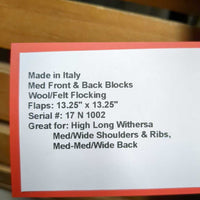 Made in Italy
Med Front & Back Blocks
Wool/Felt Flocking
Flaps: 13.25" x 13.25"
Serial #: 17 N 1002
Great for: High Long Withersa
Med/Wide Shoulders & Ribs,
Med-Med/Wide Back